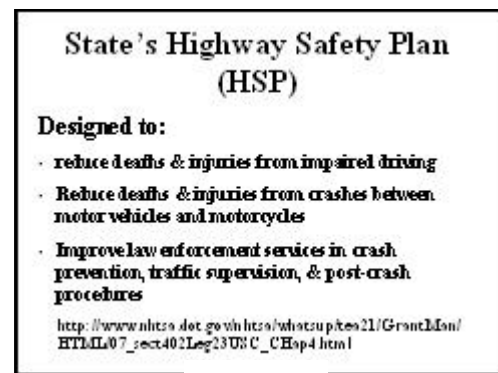 State's Highway Safety Plan
(HSP)
Designed to:
· reduce deaths & injuries from impaired driving
· Reduce deaths & injuries from crashes between
motor vehicles and motorcycles
· Improve law enforcement services in crash
prevention, traffic supervision, & post-crash
procedures
http://www.nhtsa.dot.gov/nhtsa/whatsup/tea21/GrantMan/
HTML/07_sect402Leg23USC_CHap4.html